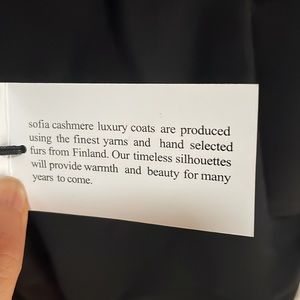 sofia cashmere luxury coats are produced
using the finest yarns and hand selected
furs from Finland. Our timeless silhouettes
will provide warmth and beauty for many
years to come.